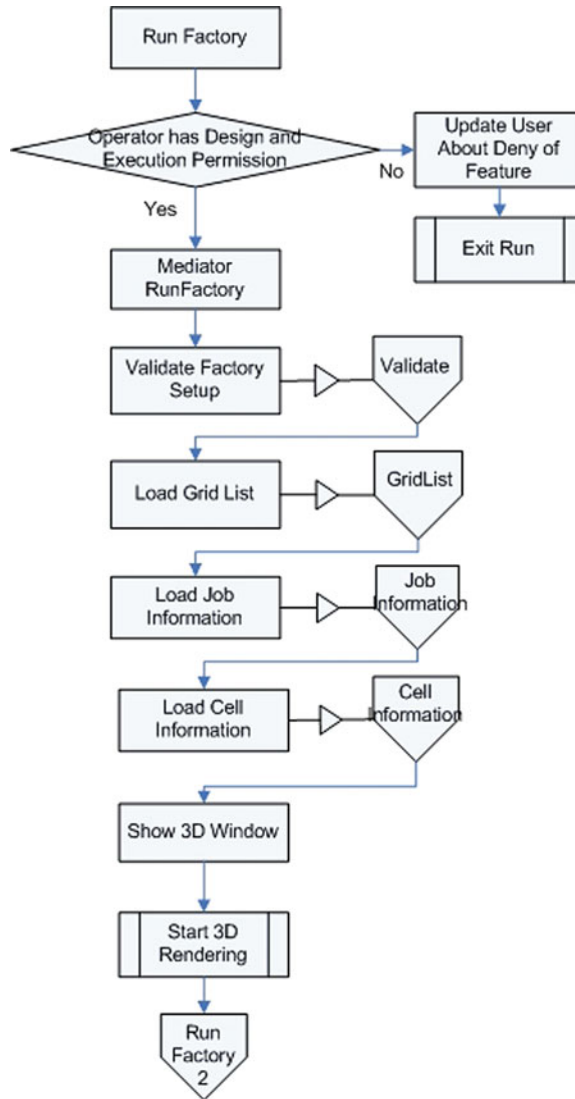 Run Factory
Operator has Design and
Execution Permission
No
Update User
About Deny of
Feature
Yes
Exit Run
Mediator
RunFactory
Validate Factory
Setup
Validate
Load Grid List
GridList
Load Job
Information
Job
Information
Load Cell
Information
Cell
Information
Show 3D Window
Start 3D
Rendering
Run
Factory
2